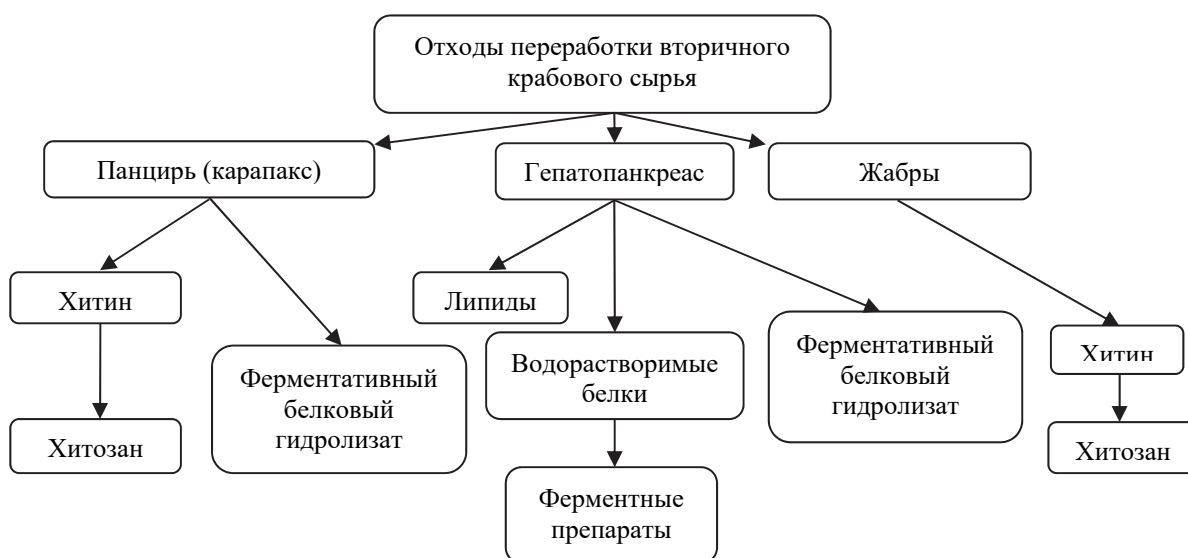 Отходы переработки вторичного
крабового сырья
Панцирь (карапакс)
Гепатопанкреас
Жабры
Хитин
Липиды
Ферментативный
белковый
гидролизат
Водорастворимые
белки
Ферментативный
белковый
гидролизат
Хитин
Хитозан
Хитозан
Ферментные
препараты